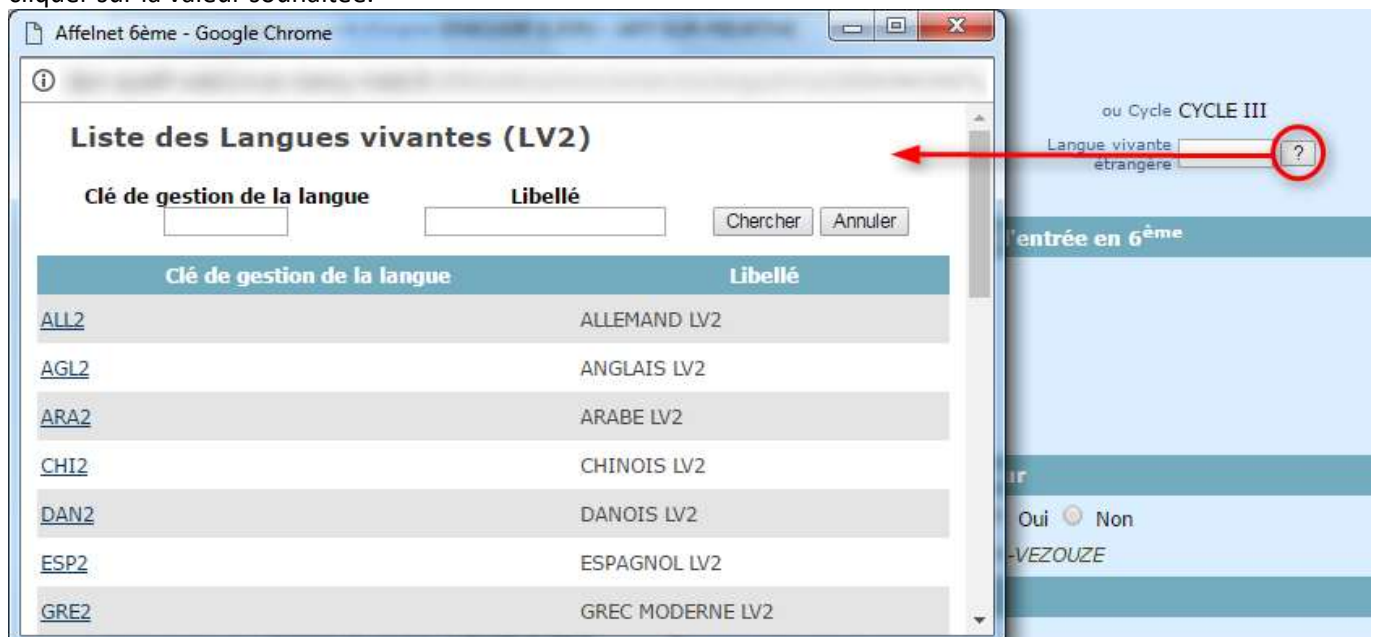 Affelnet 6ème - Google Chrome
Liste des Langues vivantes (LV2)
Clé de gestion de la langue Libellé
Chercher Annuler
Clé de gestion de la langue Libellé
ALL2 ALLEMAND LV2
AGL2 ANGLAIS LV2
ARA2 ARABE LV2
CHI2 CHINOIS LV2
DAN2 DANOIS LV2
ESP2 ESPAGNOL LV2
GRE2 GREC MODERNE LV2
ou Cycle CYCLE III
Langue vivante
étrangère ?
l'entrée en 6ème
ur
Oui Non
-VEZOUZE